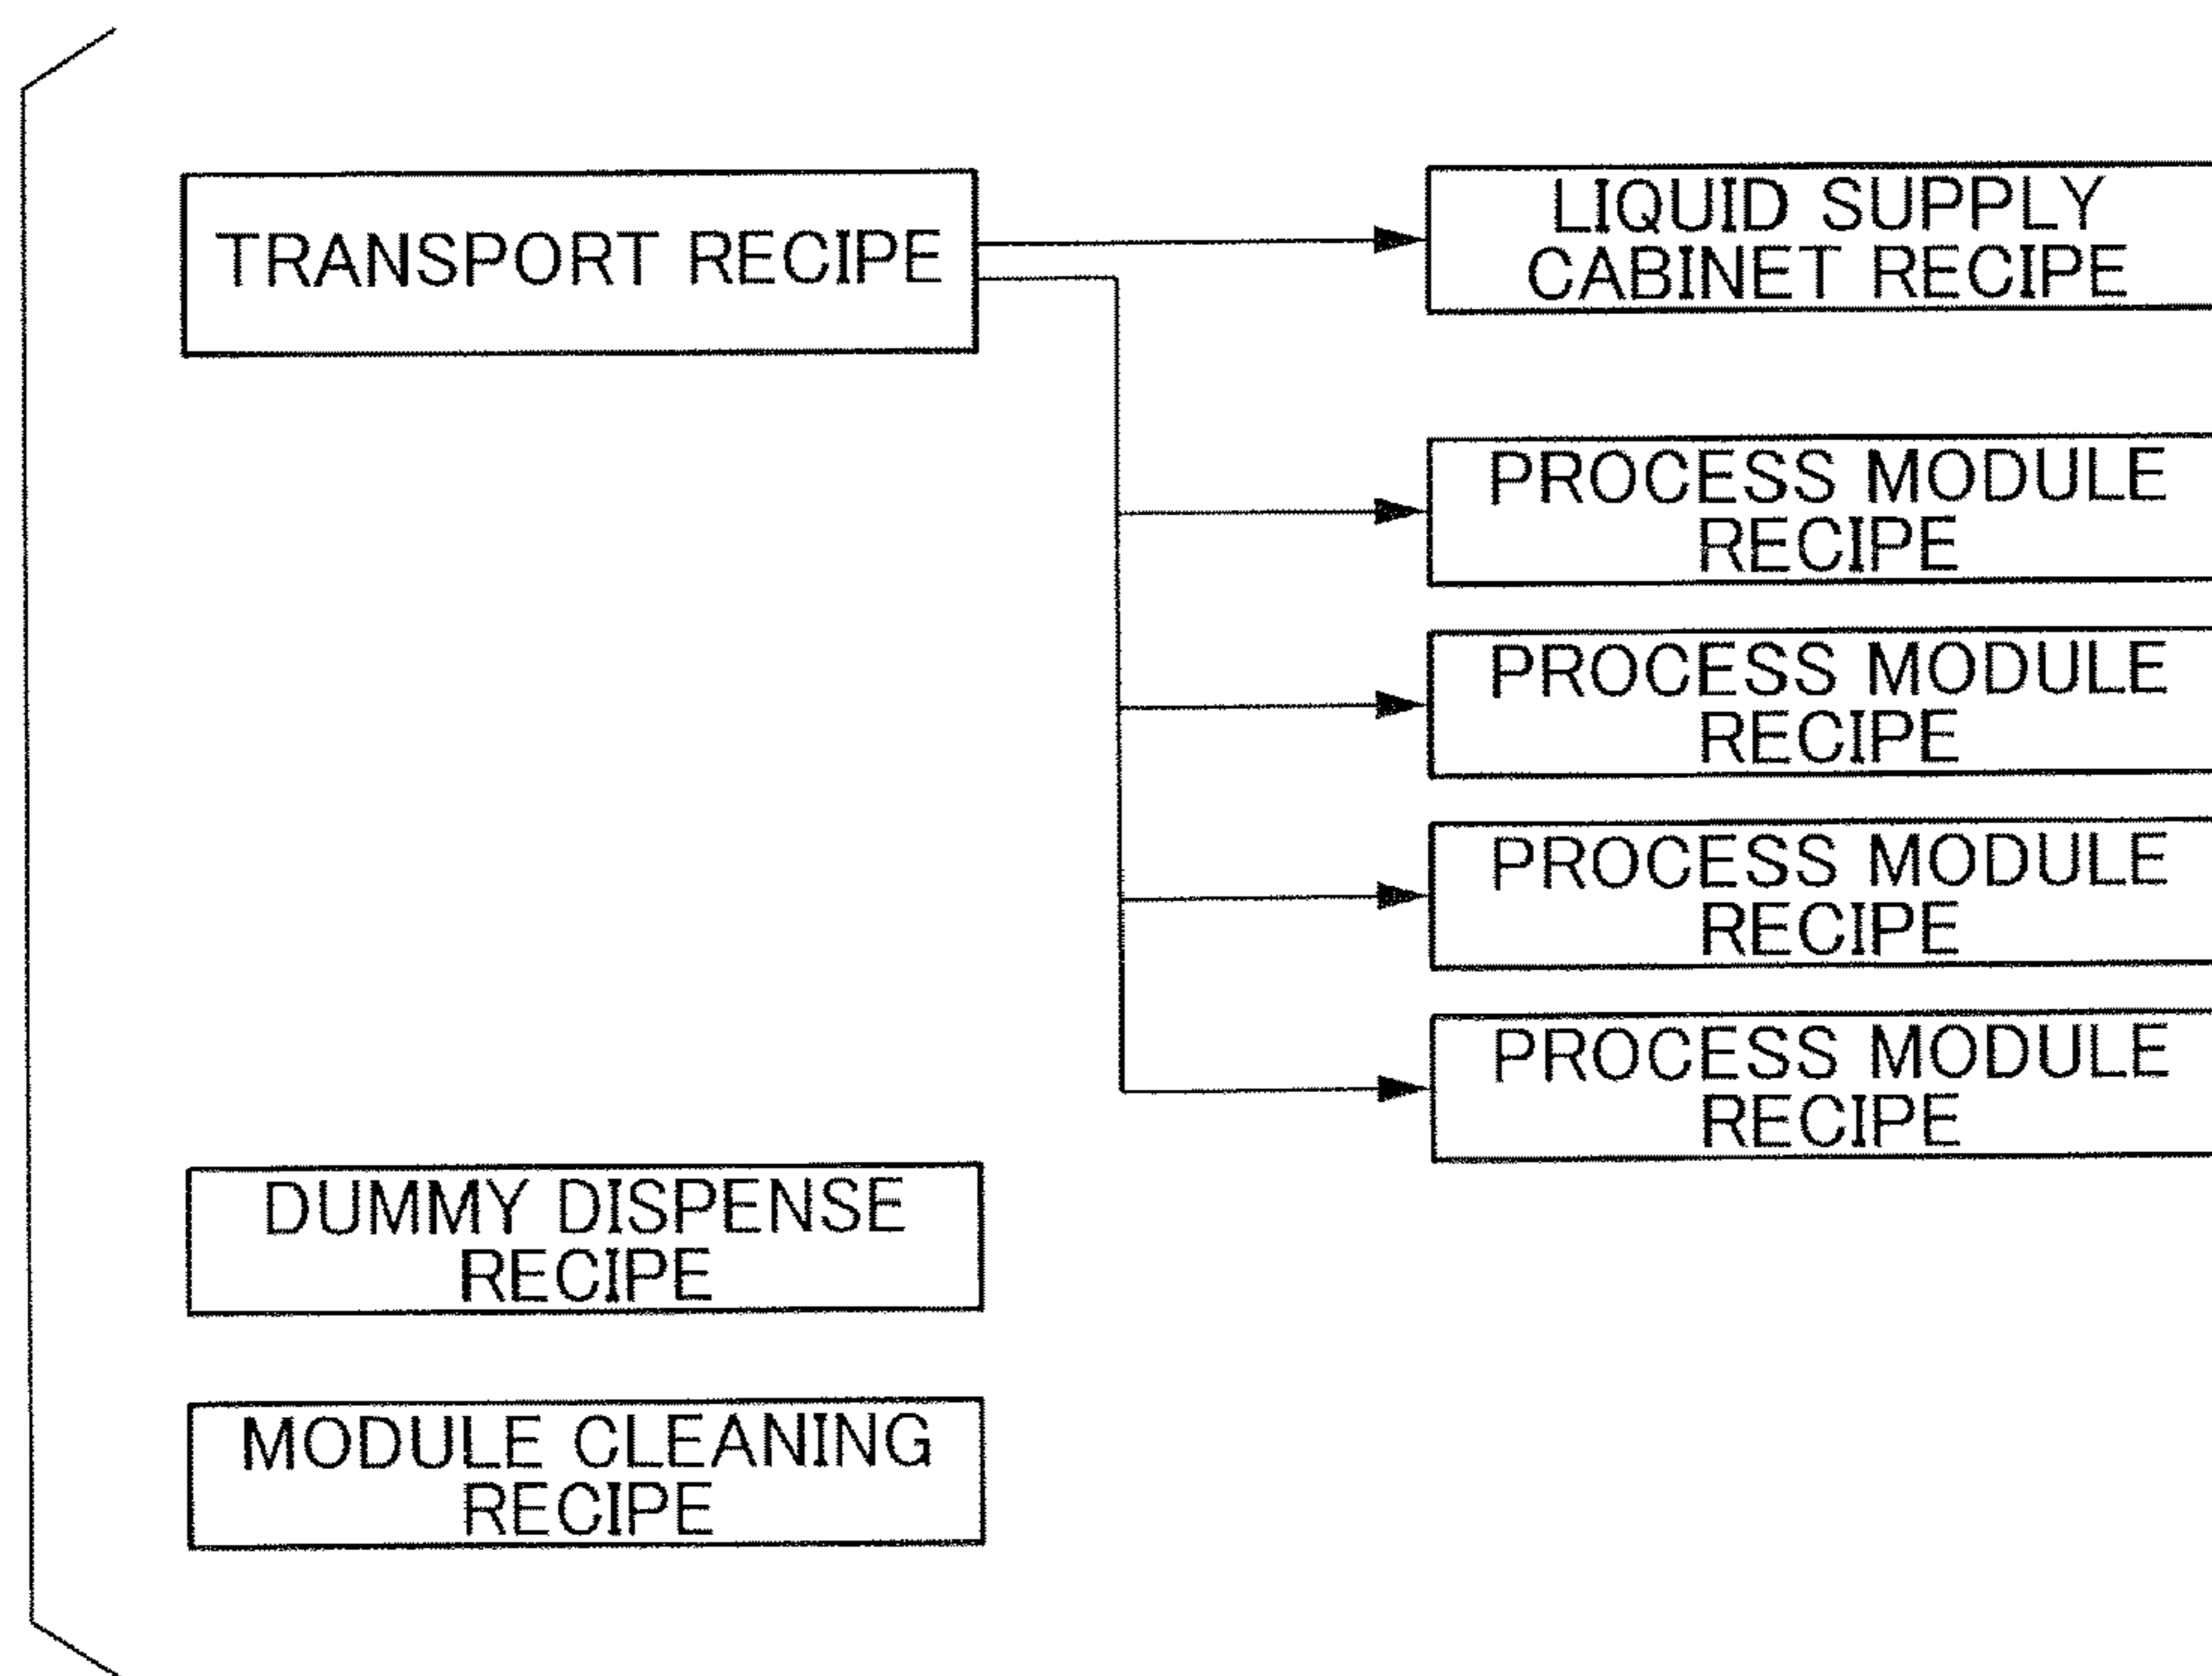 TRANSPORT RECIPE
LIQUID SUPPLY
CABINET RECIPE
PROCESS MODULE
RECIPE
PROCESS MODULE
RECIPE
PROCESS MODULE
RECIPE
PROCESS MODULE
RECIPE
DUMMY DISPENSE
RECIPE
MODULE CLEANING
RECIPE